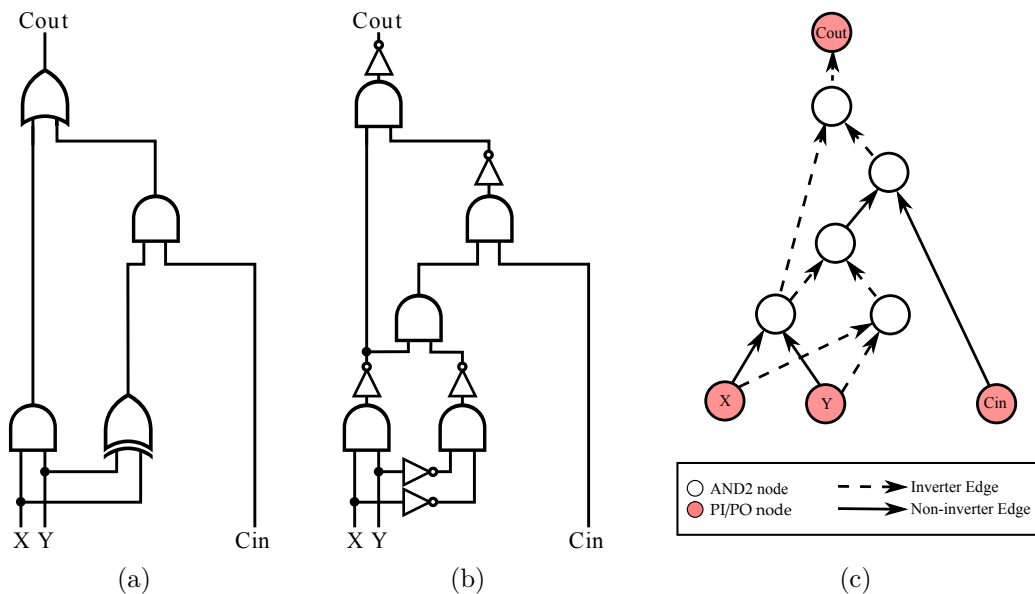 Cout
X Y
Cin
(a)
Cout
X Y
Cin
(b)
Cout
X
Y
Cin
AND2 node
Inverter Edge
PI/PO node
Non-inverter Edge
(c)